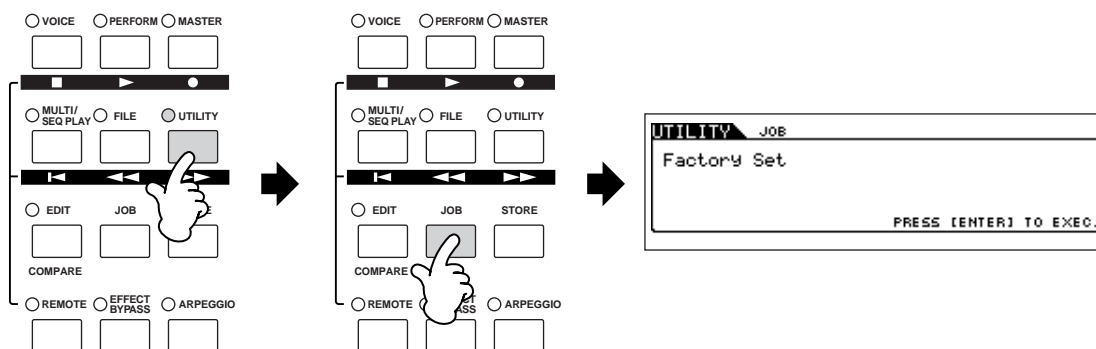 VOICE PERFORM MASTER
MULTI/
SEQ PLAY FILE UTILITY
EDIT JOB
COMPARE
REMOTE EFFECT
BYPASS ARPEGGIO
VOICE PERFORM MASTER
MULTI/
SEQ PLAY FILE UTILITY
EDIT JOB STORE
COMPARE
REMOTE ARPEGGIO
UTILITY JOB
Factory Set
PRESS [ENTER] TO EXEC.